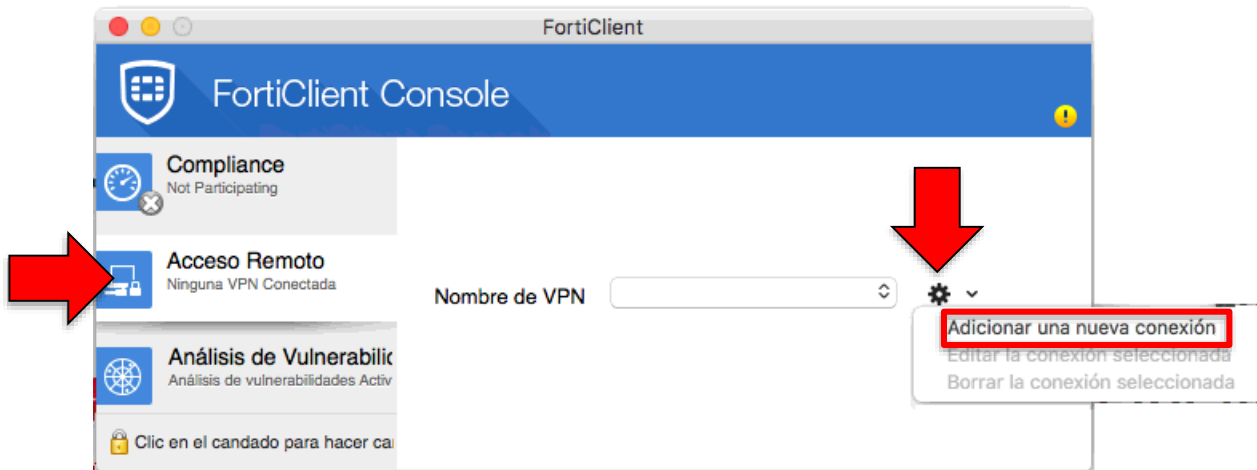 FortiClient
FortiClient Console
Compliance
Not Participating
Acceso Remoto
Ninguna VPN Conectada
Nombre de VPN
Adicionar una nueva conexión
Editar la conexión seleccionada
Borrar la conexión seleccionada
Análisis de Vulnerabilic
Análisis de vulnerabilidades Activ
Clic en el candado para hacer cai